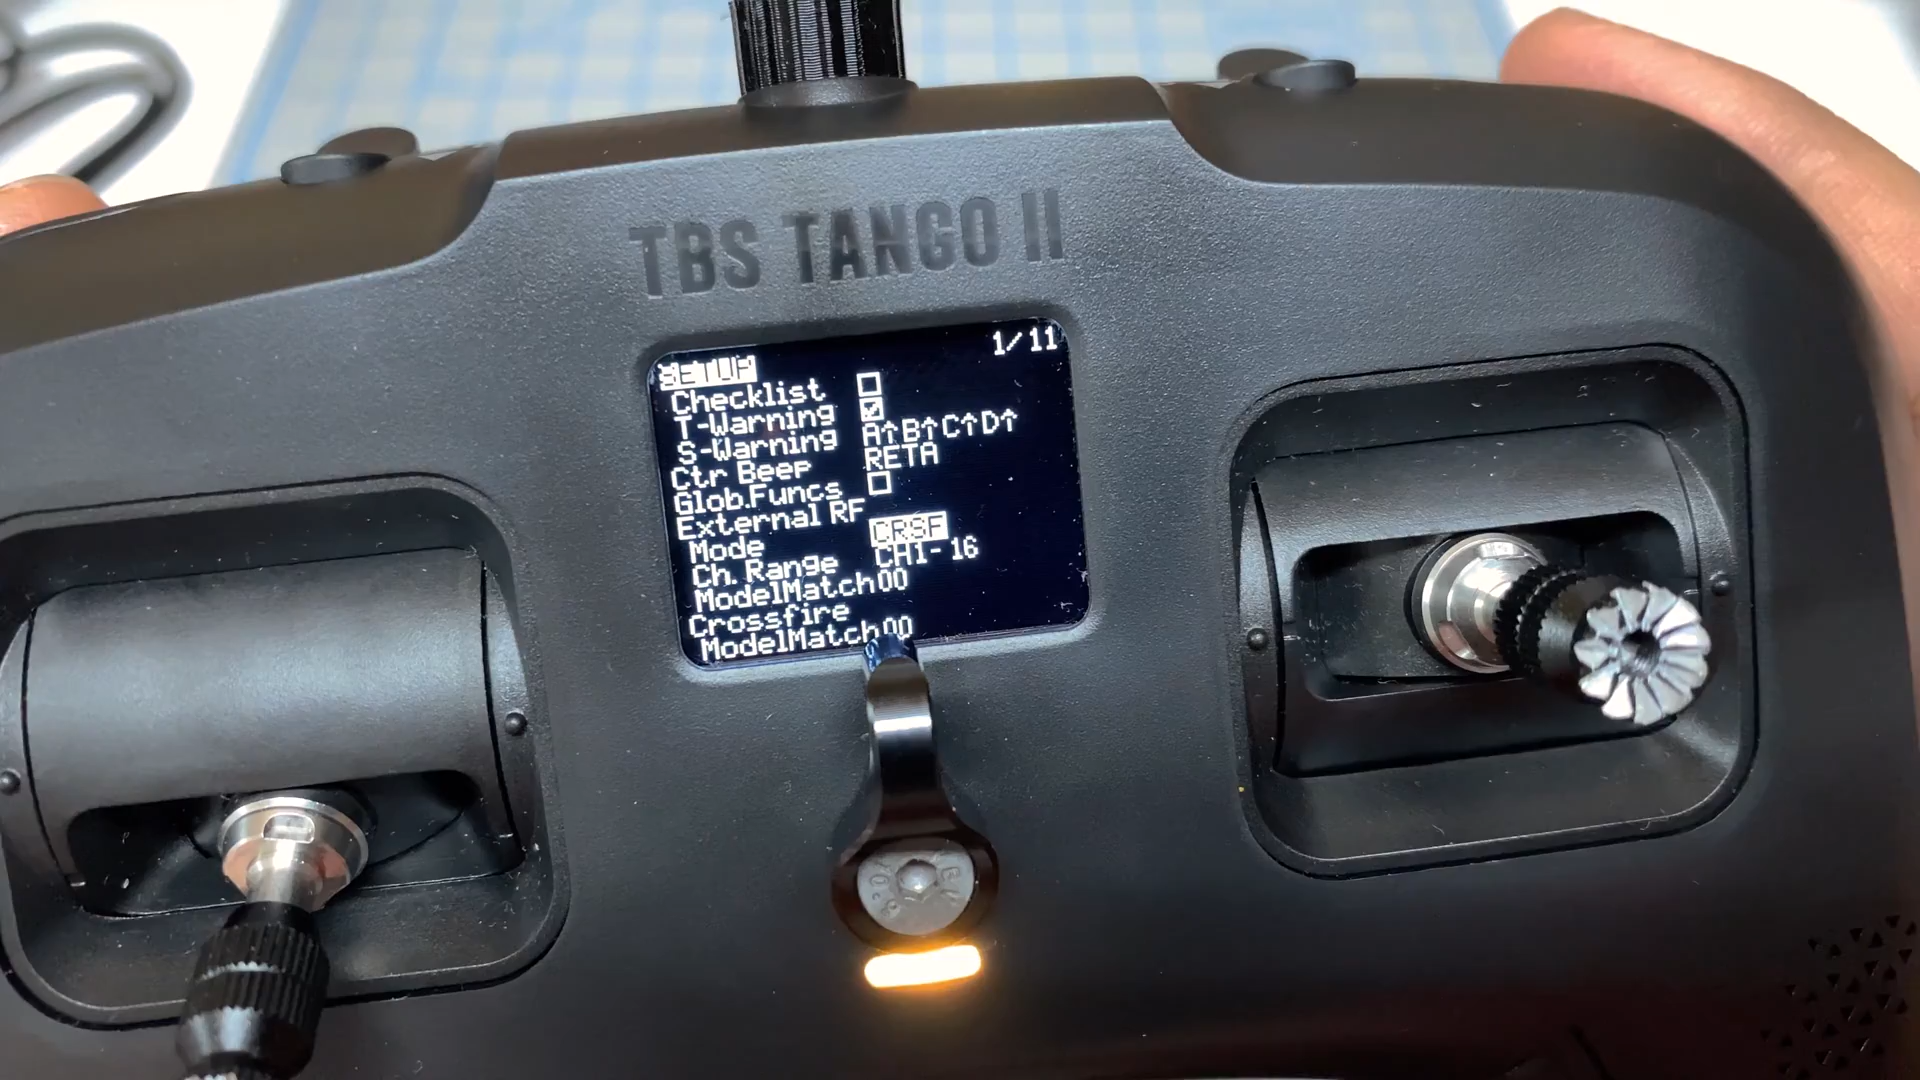 TBS TANGO II
SETUP 1/11
Checklist
T-Warning
S-Warning A↑B↑C↑D↑
Ctr Beep RETA
Glob.Funcs
External RF
Mode CRSF
Ch. Range CH1-16
ModelMatch00
Crossfire
ModelMatch00